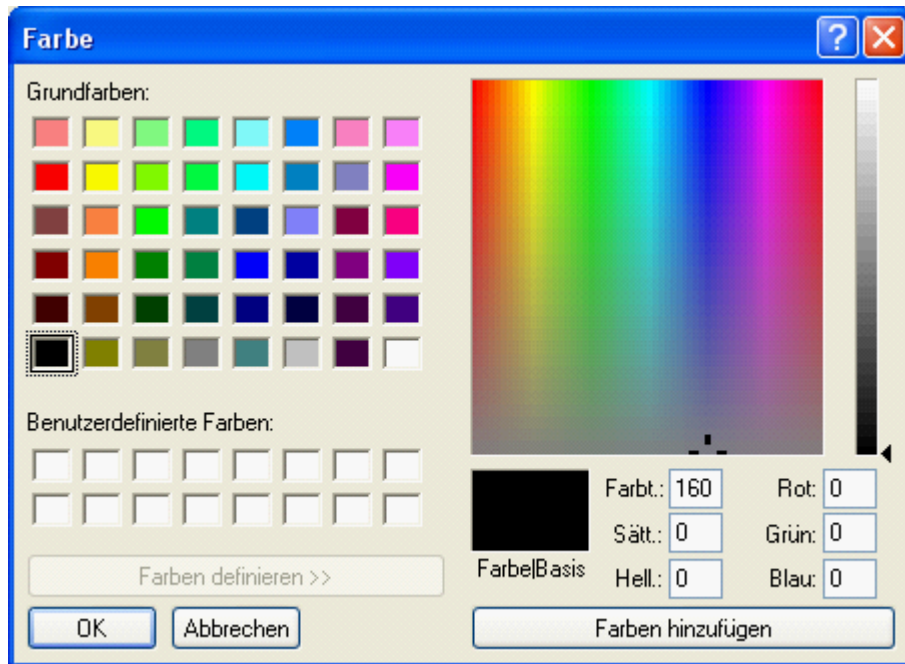 Farbe
Grundfarben:
Benutzerdefinierte Farben:
Farben definieren >>
OK Abbrechen
Farbe|Basis
Farbt.: 160 Rot: 0
Sätt.: 0 Grün: 0
Hell.: 0 Blau: 0
Farben hinzufügen